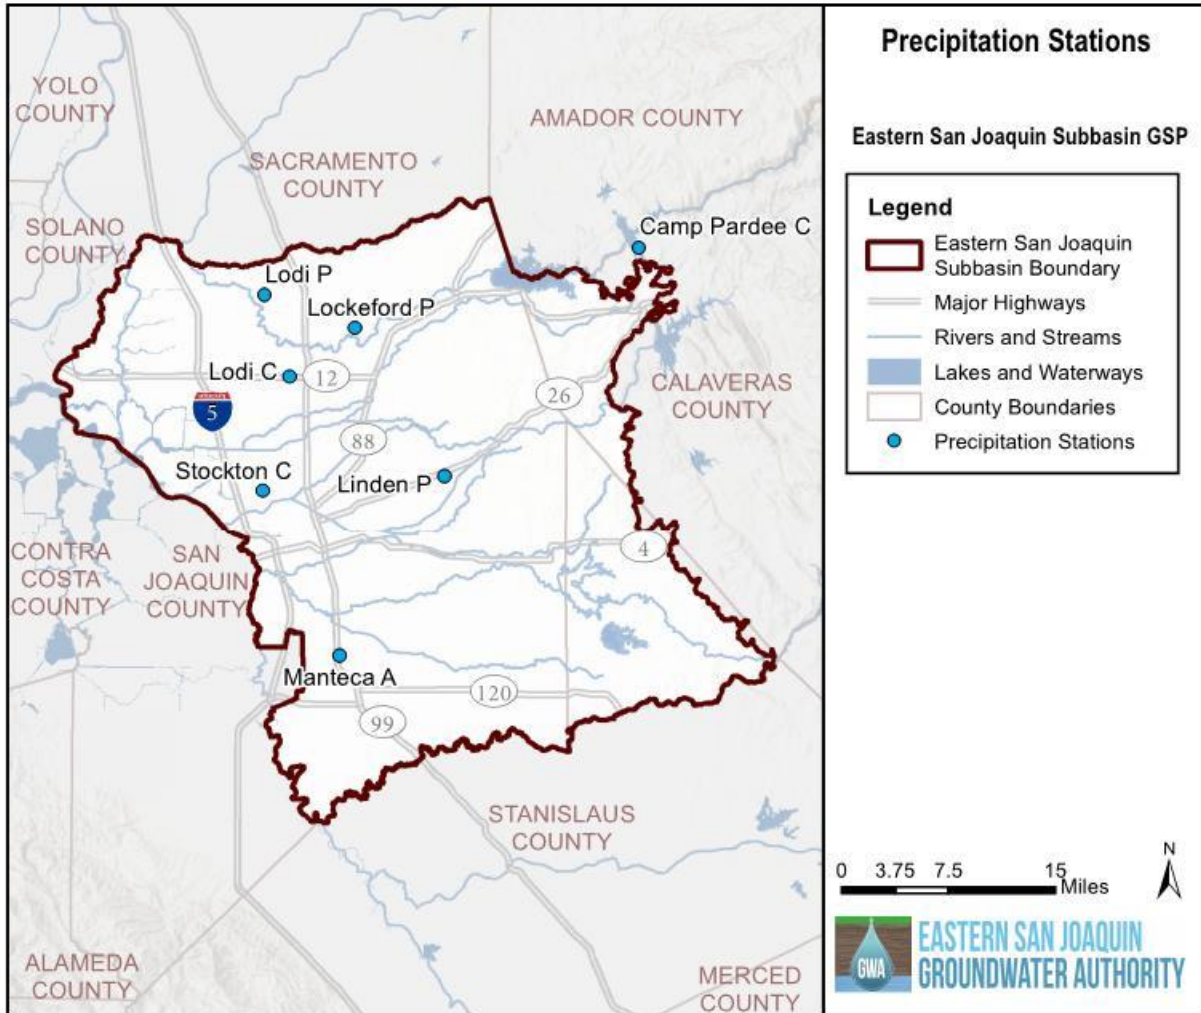 YOLO
COUNTY
AMADOR COUNTY
SACRAMENTO
COUNTY
SOLANO
COUNTY
Camp Pardee C
Lodi P
Lockeford P
Lodi C
12
5
26
CALAVERAS
COUNTY
88
Stockton C
Linden P
CONTRA
COSTA
COUNTY
SAN
JOAQUIN
COUNTY
4
Manteca A
120
99
STANISLAUS
COUNTY
ALAMEDA
COUNTY
MERCED
COUNTY
Precipitation Stations
Eastern San Joaquin Subbasin GSP
Legend
Eastern San Joaquin
Subbasin Boundary
Major Highways
Rivers and Streams
Lakes and Waterways
County Boundaries
Precipitation Stations
N
0 3.75 7.5 15
Miles
GWA
EASTERN SAN JOAQUIN
GROUNDWATER AUTHORITY